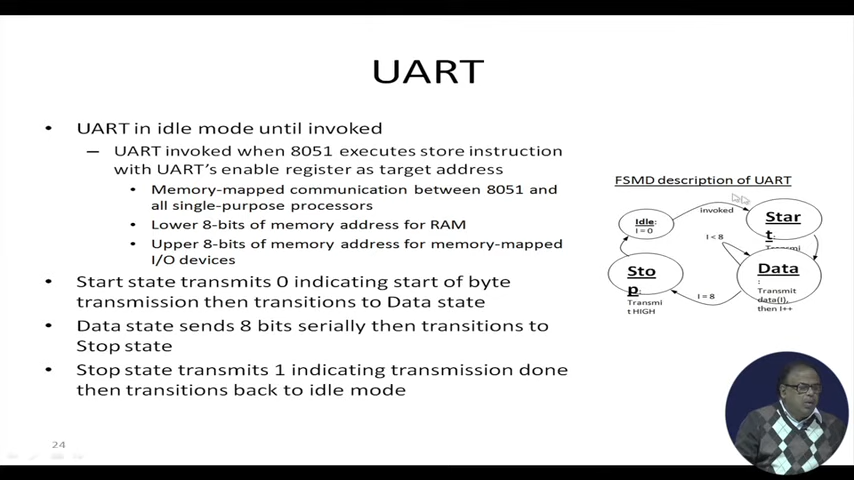 UART
• UART in idle mode until invoked
– UART invoked when 8051 executes store instruction
with UART's enable register as target address
• Memory-mapped communication between 8051 and
all single-purpose processors
• Lower 8-bits of memory address for RAM
• Upper 8-bits of memory address for memory-mapped
I/O devices
• Start state transmits 0 indicating start of byte
transmission then transitions to Data state
• Data state sends 8 bits serially then transitions to
Stop state
• Stop state transmits 1 indicating transmission done
then transitions back to idle mode
FSMD description of UART
Idle:
I = 0
invoked
Star
t:
Transmi
I < 8
Data
:
Transmit
data(I),
then I++
I = 8
Sto
p:
Transmi
t HIGH
24